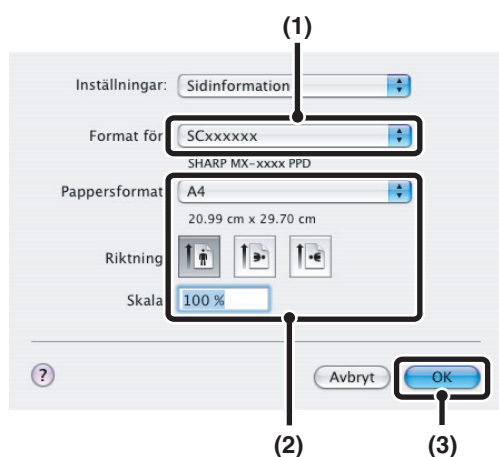 (1)
Inställningar: Sidinformation
Format för SCxxxxxx
SHARP MX-xxxx PPD
Pappersformat A4
20.99 cm x 29.70 cm
Riktning
Skala 100 %
? Avbryt OK
(2) (3)